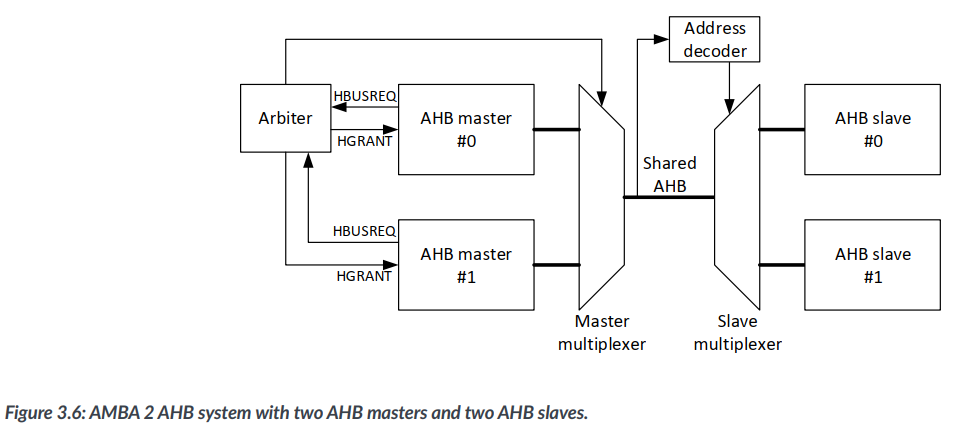 Address
decoder
HBUSREQ
Arbiter
AHB master
#0
AHB slave
#0
HGRANT
Shared
AHB
HBUSREQ
AHB master
#1
AHB slave
#1
HGRANT
Master
multiplexer
Slave
multiplexer
Figure 3.6: AMBA 2 AHB system with two AHB masters and two AHB slaves.